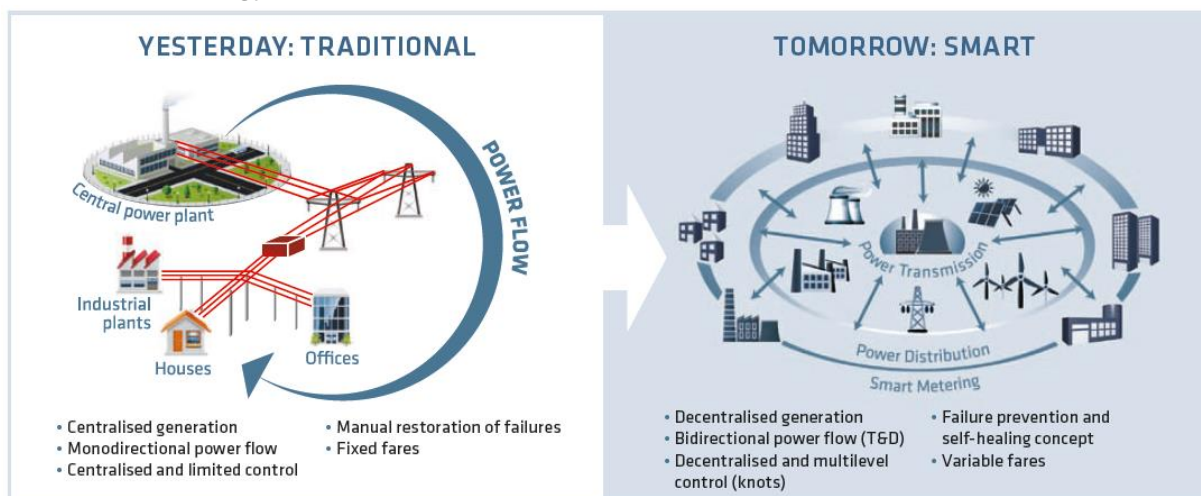 YESTERDAY: TRADITIONAL
Central power plant
POWER FLOW
Industrial
plants
Houses
Offices
• Centralised generation
• Monodirectional power flow
• Centralised and limited control
• Manual restoration of failures
• Fixed fares
TOMORROW: SMART
Power Transmission
Power Distribution
Smart Metering
• Decentralised generation
• Bidirectional power flow (T&D)
• Decentralised and multilevel
control (knots)
• Failure prevention and
self-healing concept
• Variable fares